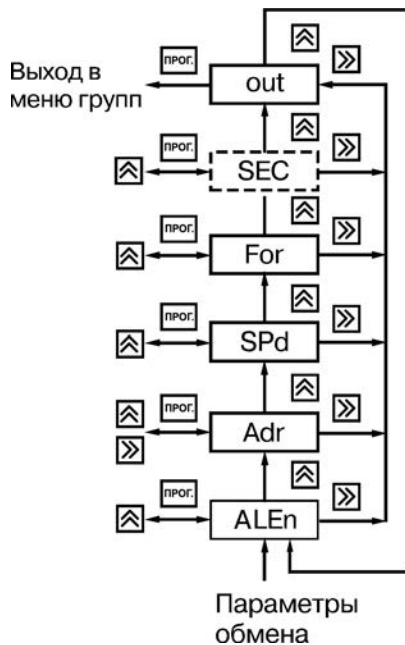 ПРОГ.
Выход в
меню групп
out
ПРОГ.
SEC
ПРОГ.
For
ПРОГ.
SPd
ПРОГ.
Adr
ПРОГ.
ALEn
Параметры
обмена